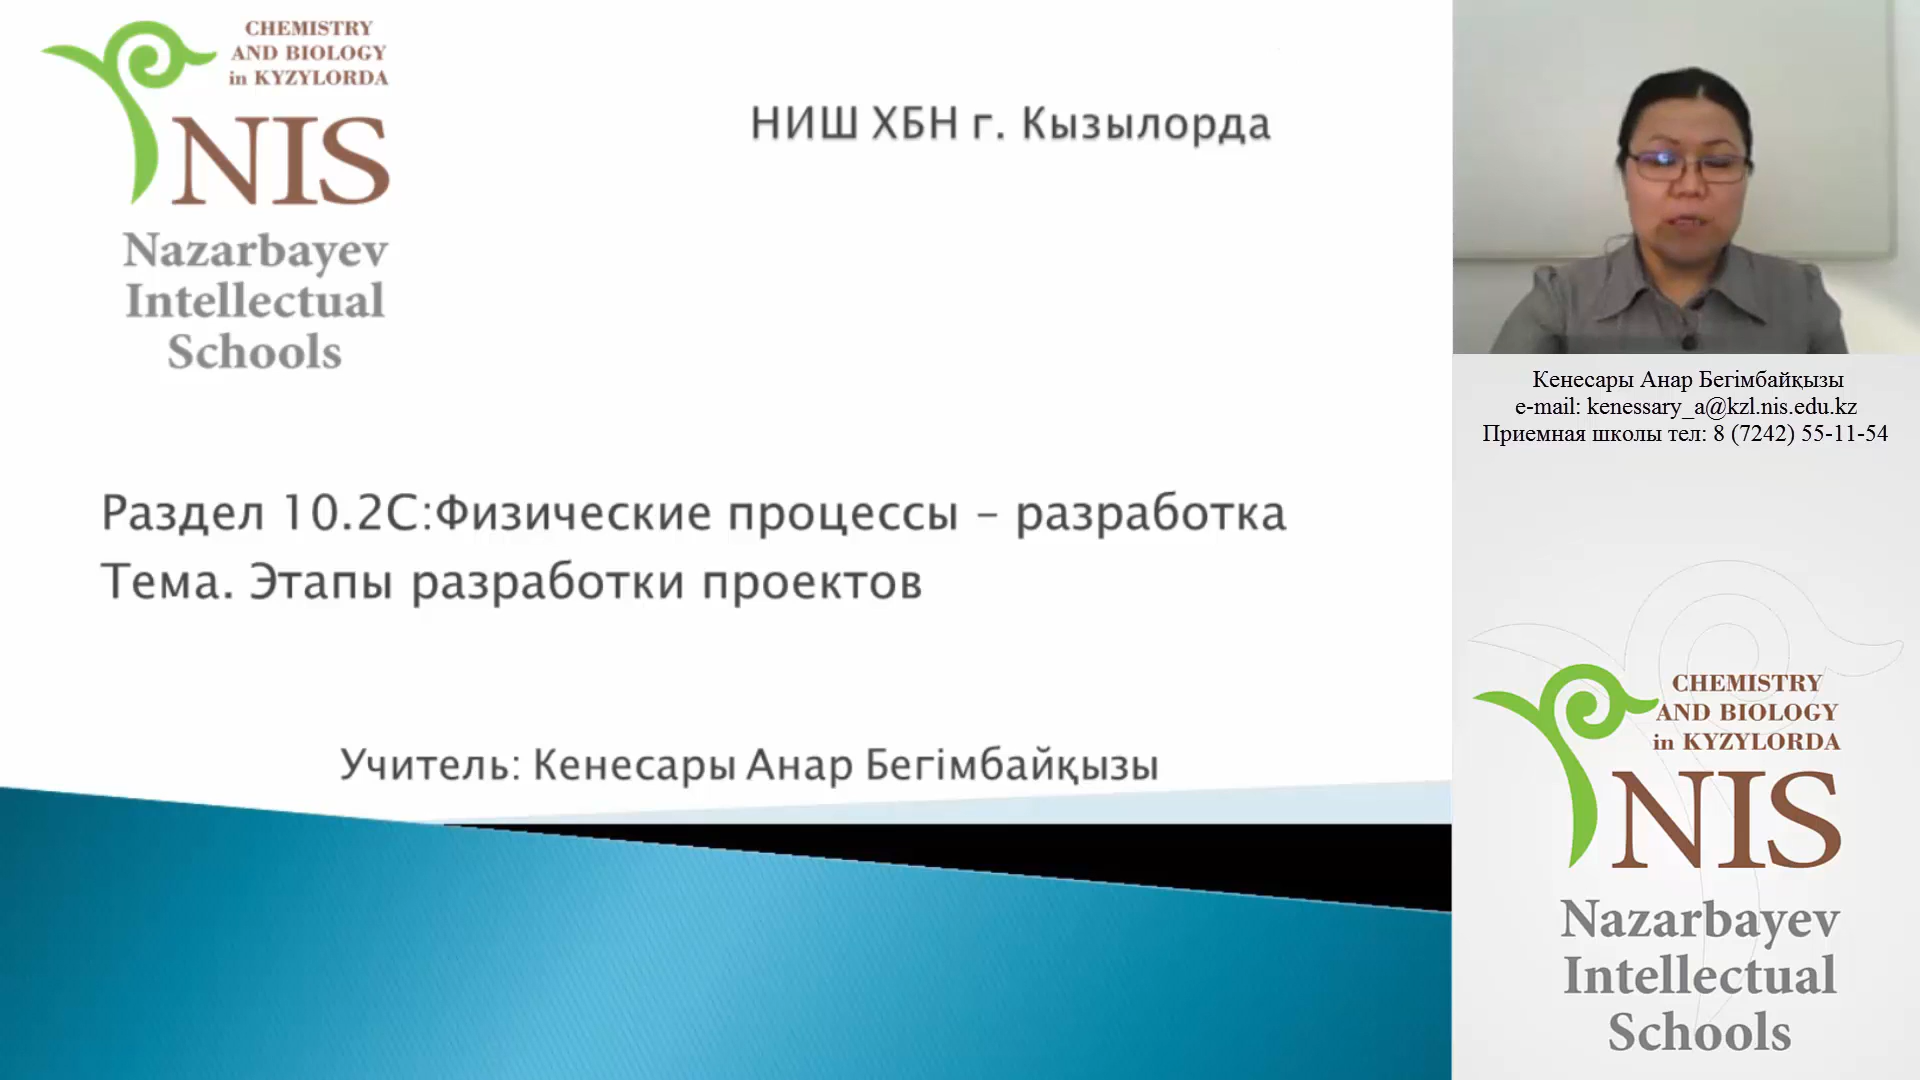 CHEMISTRY
AND BIOLOGY
in KYZYLORDA
NIS
Nazarbayev
Intellectual
Schools
НИШ ХБН г. Кызылорда
Раздел 10.2С:Физические процессы – разработка
Тема. Этапы разработки проектов
Учитель: Кенесары Анар Бегімбайқызы
Кенесары Анар Бегімбайқызы
e-mail: kenessary_a@kzl.nis.edu.kz
Приемная школы тел: 8 (7242) 55-11-54
CHEMISTRY
AND BIOLOGY
in KYZYLORDA
NIS
Nazarbayev
Intellectual
Schools